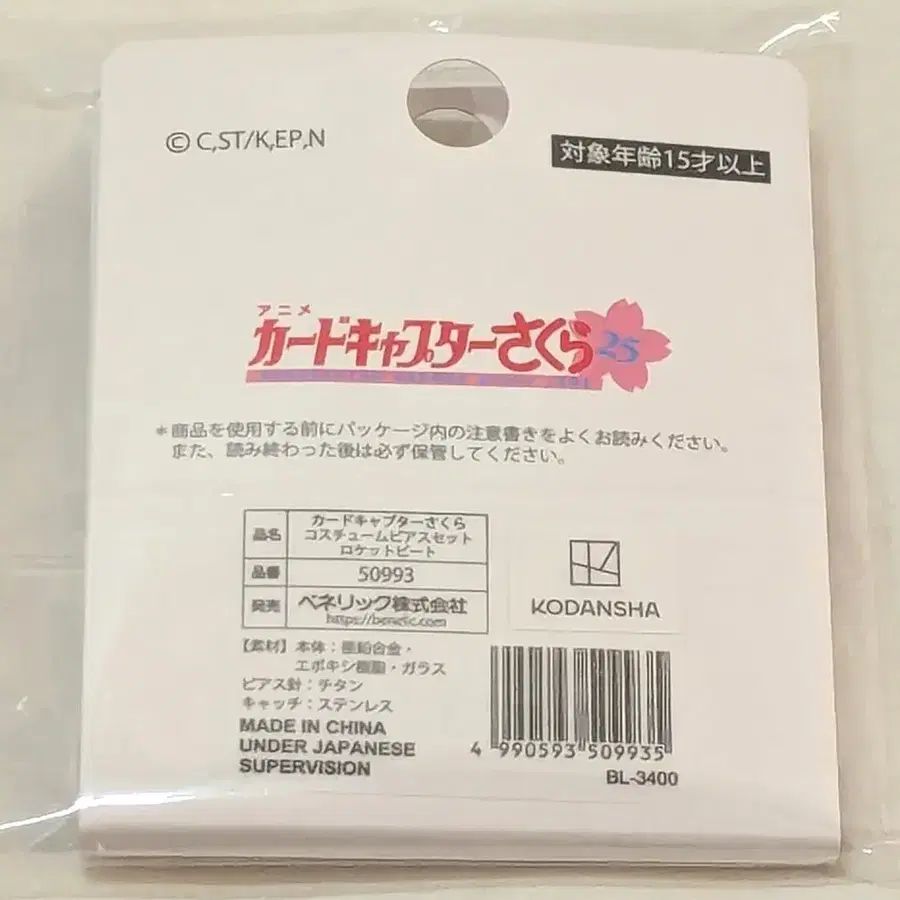 © C,ST/K,EP,N
対象年齢15才以上
アニメ
カードキャプターさくら 25
＊商品を使用する前にパッケージ内の注意書きをよくお読みください。
また、読み終わった後は必ず保管してください。
品名 カードキャプターさくら
コスチュームピアスセット
ロケットビート
品番 50993
発売 ベネリック株式会社
https://benelic.com
KODANSHA
【素材】本体：亜鉛合金・
エポキシ樹脂・ガラス
ピアス針：チタン
キャッチ：ステンレス
MADE IN CHINA
UNDER JAPANESE
SUPERVISION
4 990593 509935
BL-3400